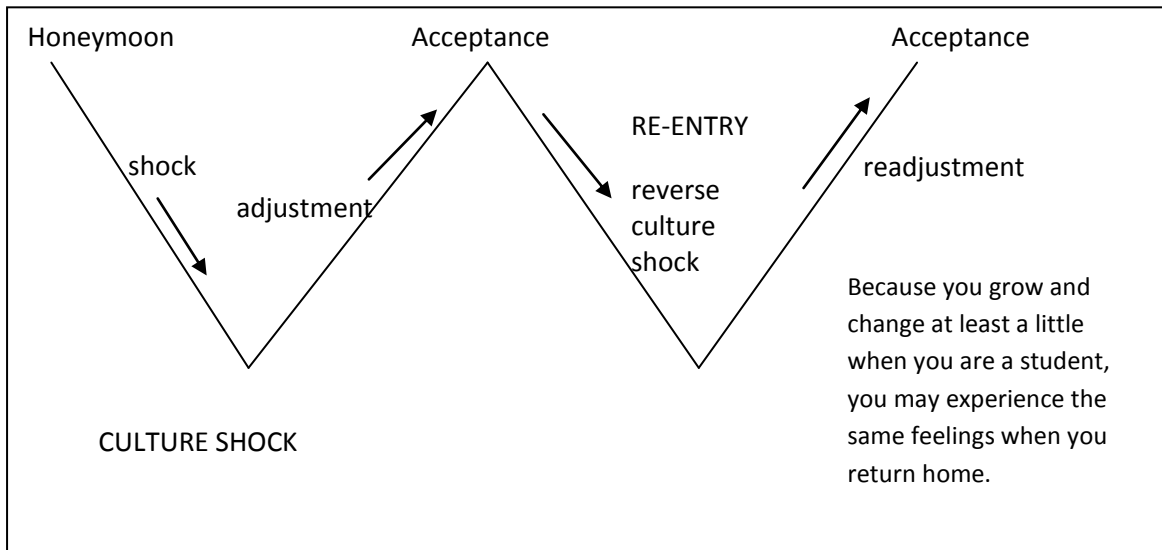 Honeymoon
Acceptance
Acceptance
shock
adjustment
RE-ENTRY
reverse
culture
shock
readjustment
Because you grow and
change at least a little
when you are a student,
you may experience the
same feelings when you
return home.
CULTURE SHOCK